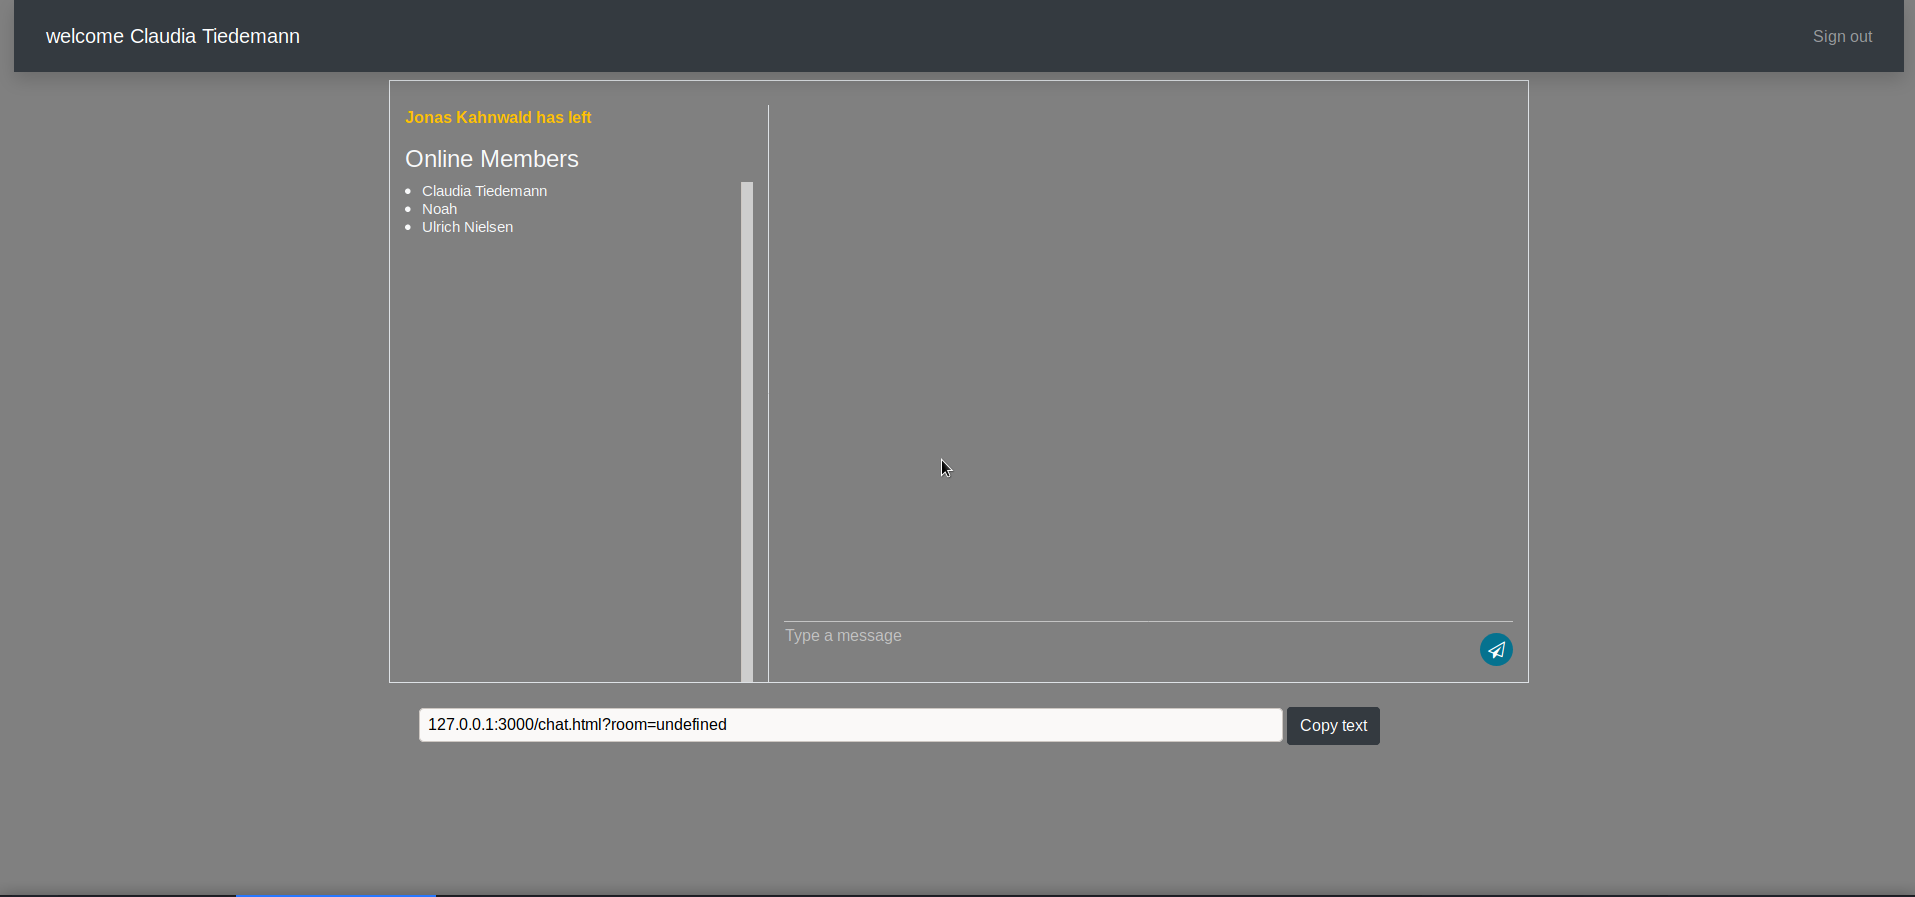 welcome Claudia Tiedemann
Sign out
Jonas Kahnwald has left
Online Members
Claudia Tiedemann
Noah
Ulrich Nielsen
Type a message
127.0.0.1:3000/chat.html?room=undefined
Copy text